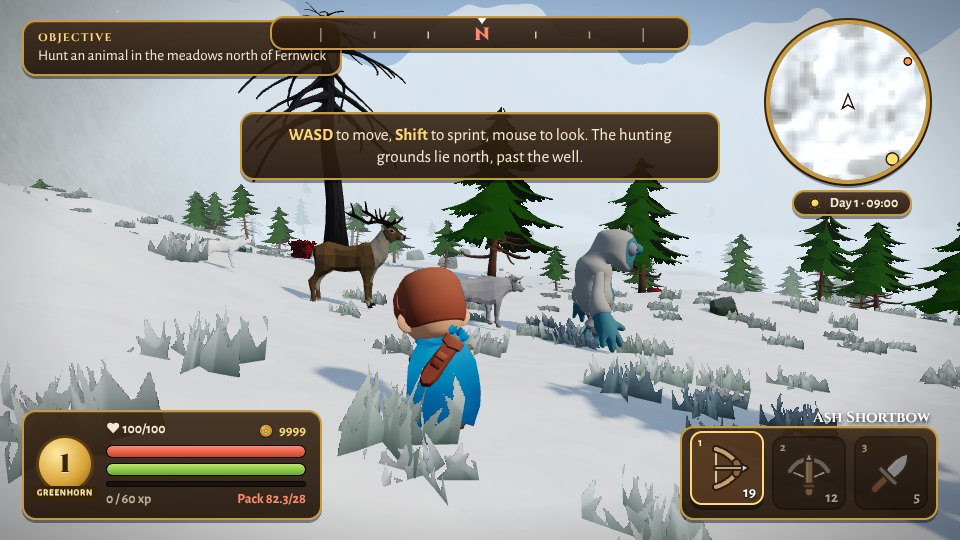 OBJECTIVE
Hunt an animal in the meadows north of Fernwick
N
WASD to move, Shift to sprint, mouse to look. The hunting
grounds lie north, past the well.
Day 1 · 09:00
100/100
9999
1
GREENHORN
0 / 60 xp
Pack 82.3/28
ASH SHORTBOW
1
19
2
12
3
5